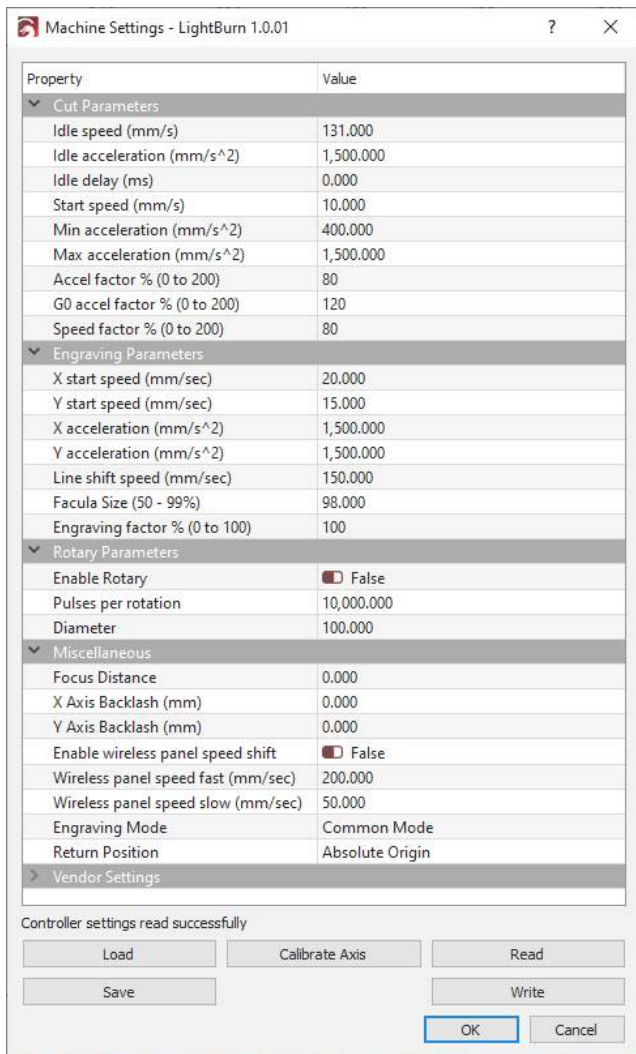 Machine Settings - LightBurn 1.0.01 ?
Property Value
Cut Parameters
Idle speed (mm/s) 131.000
Idle acceleration (mm/s^2) 1,500.000
Idle delay (ms) 0.000
Start speed (mm/s) 10.000
Min acceleration (mm/s^2) 400.000
Max acceleration (mm/s^2) 1,500.000
Accel factor % (0 to 200) 80
G0 accel factor % (0 to 200) 120
Speed factor % (0 to 200) 80
Engraving Parameters
X start speed (mm/sec) 20.000
Y start speed (mm/sec) 15.000
X acceleration (mm/s^2) 1,500.000
Y acceleration (mm/s^2) 1,500.000
Line shift speed (mm/sec) 150.000
Facula Size (50 - 99%) 98.000
Engraving factor % (0 to 100) 100
Rotary Parameters
Enable Rotary False
Pulses per rotation 10,000.000
Diameter 100.000
Miscellaneous
Focus Distance 0.000
X Axis Backlash (mm) 0.000
Y Axis Backlash (mm) 0.000
Enable wireless panel speed shift False
Wireless panel speed fast (mm/sec) 200.000
Wireless panel speed slow (mm/sec) 50.000
Engraving Mode Common Mode
Return Position Absolute Origin
Vendor Settings
Controller settings read successfully
Load Calibrate Axis Read
Save Write
OK Cancel